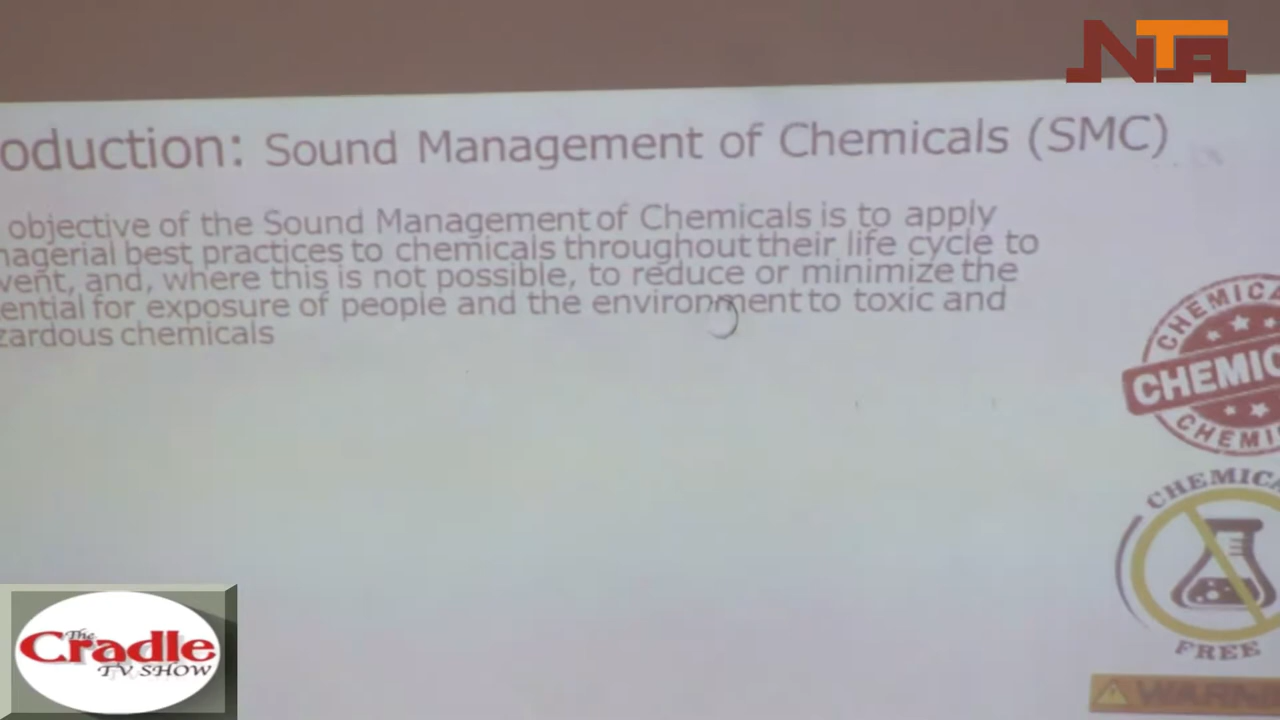 NTA
oduction: Sound Management of Chemicals (SMC)
objective of the Sound Management of Chemicals is to apply
nagerial best practices to chemicals throughout their life cycle to
vent, and, where this is not possible, to reduce or minimize the
ential for exposure of people and the environment to toxic and
zardous chemicals
CHEMICA
CHEMIC
CHEMI
CHEMICA
FREE
WARN
The
Cradle
TV SHOW